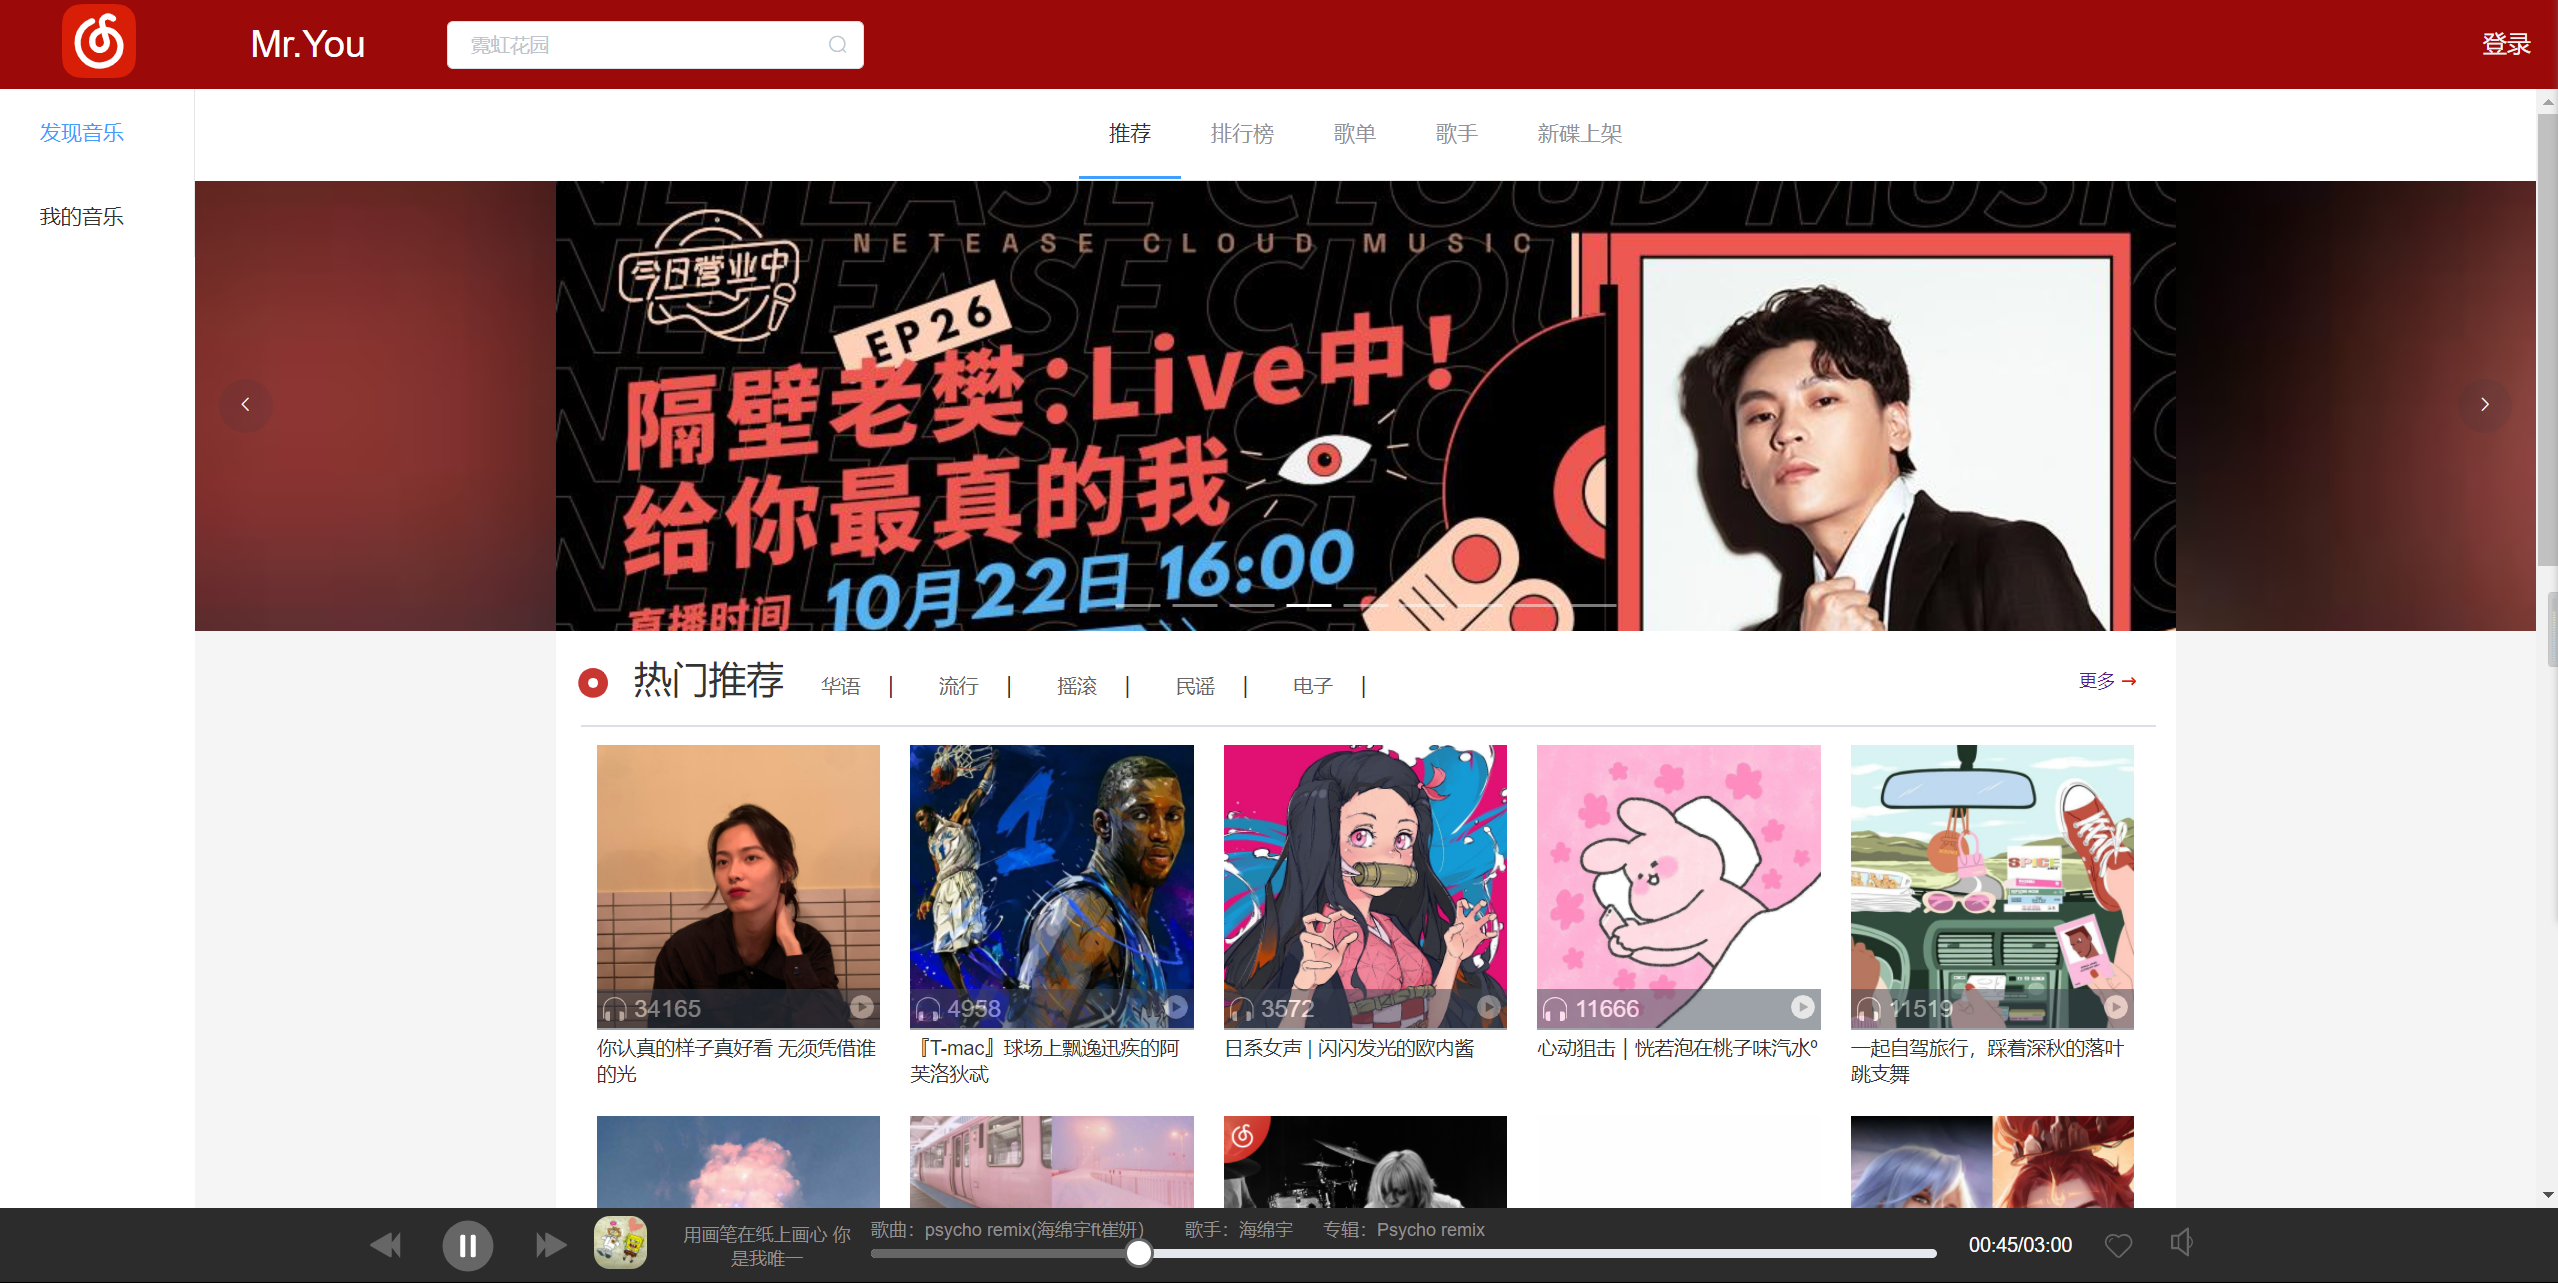 Mr.You
霓虹花园
登录
发现音乐
我的音乐
推荐
排行榜
歌单
歌手
新碟上架
NETEASE CLOUD MUSIC
今日营业中
EP26
隔壁老樊:Live中!
给你最真的我
直播时间 10月22日 16:00
热门推荐
华语 |
流行 |
摇滚 |
民谣 |
电子 |
更多 →
34165
4958
3572
11666
11519
你认真的样子真好看 无须凭借谁
的光
『T-mac』球场上飘逸迅疾的阿
芙洛狄忒
日系女声 | 闪闪发光的欧内酱
心动狙击 | 恍若泡在桃子味汽水º
一起自驾旅行，踩着深秋的落叶
跳支舞
用画笔在纸上画心 你
是我唯一
歌曲：psycho remix(海绵宇ft崔妍)
歌手：海绵宇
专辑：Psycho remix
00:45/03:00